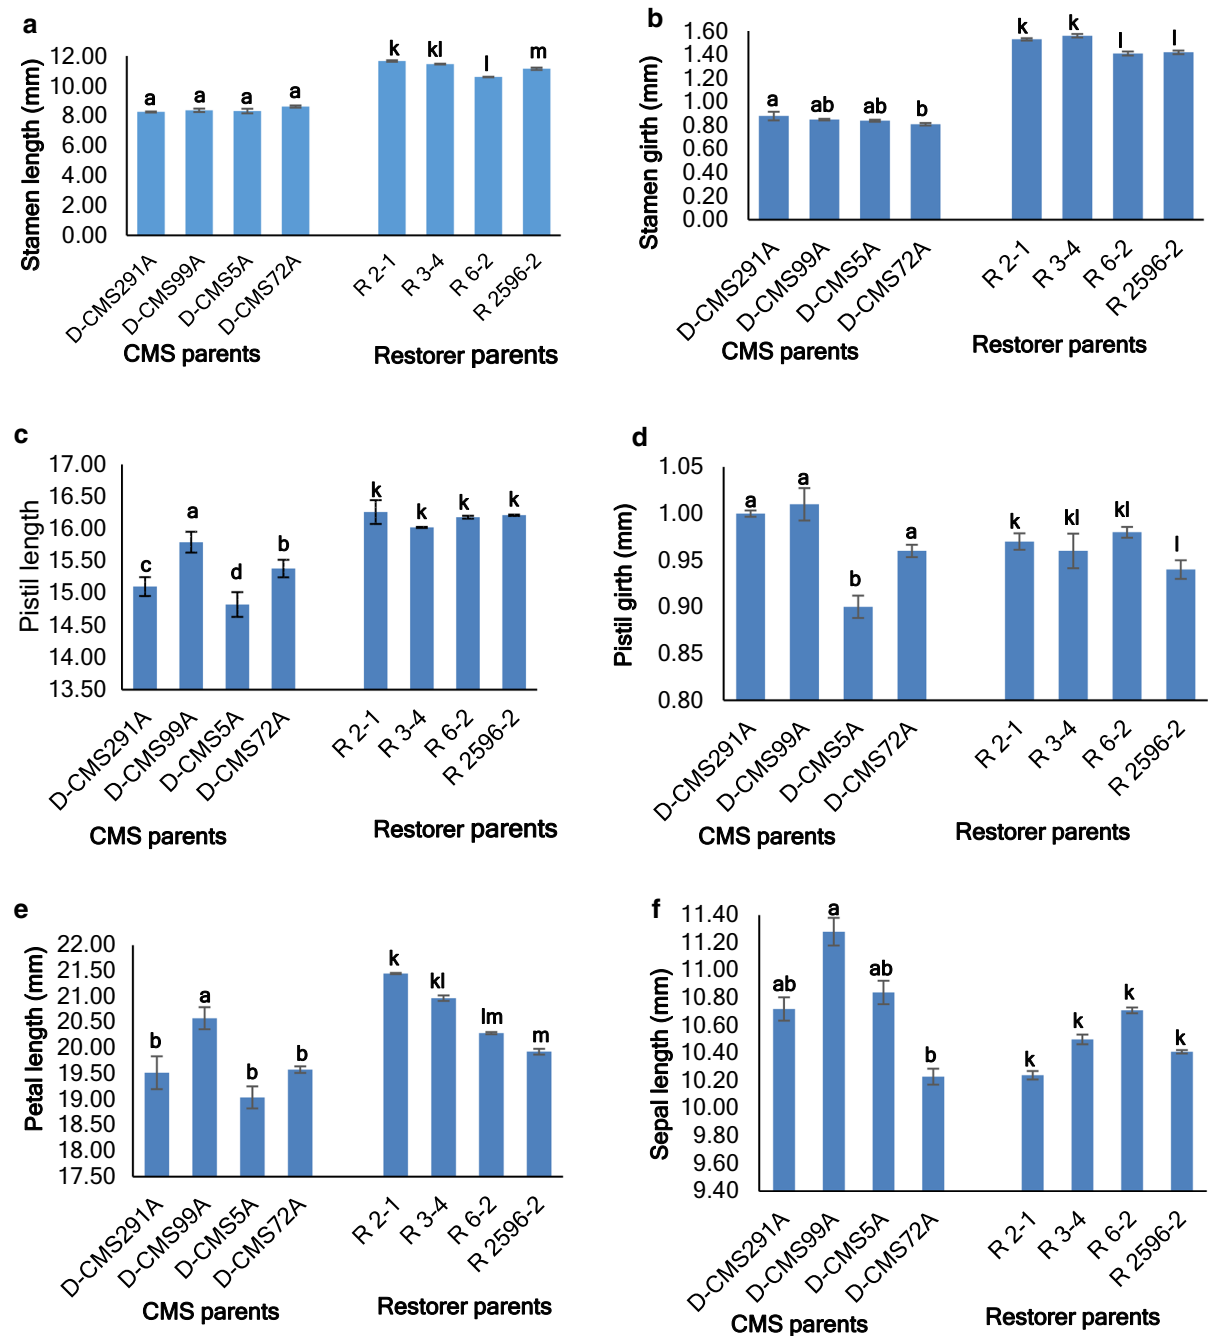 a
Stamen length (mm)
12.00
10.00
8.00
6.00
4.00
2.00
0.00
a
a
a
a
k
kl
l
m
D-CMS291A
D-CMS99A
D-CMS5A
D-CMS72A
R 2-1
R 3-4
R 6-2
R 2596-2
CMS parents
Restorer parents
b
Stamen girth (mm)
1.60
1.40
1.20
1.00
0.80
0.60
0.40
0.20
0.00
a
ab
ab
b
k
k
l
l
D-CMS291A
D-CMS99A
D-CMS5A
D-CMS72A
R 2-1
R 3-4
R 6-2
R 2596-2
CMS parents
Restorer parents
c
Pistil length
17.00
16.50
16.00
15.50
15.00
14.50
14.00
13.50
c
a
d
b
k
k
k
k
D-CMS291A
D-CMS99A
D-CMS5A
D-CMS72A
R 2-1
R 3-4
R 6-2
R 2596-2
CMS parents
Restorer parents
d
Pistil girth (mm)
1.05
1.00
0.95
0.90
0.85
0.80
a
a
b
a
k
kl
kl
l
D-CMS291A
D-CMS99A
D-CMS5A
D-CMS72A
R 2-1
R 3-4
R 6-2
R 2596-2
CMS parents
Restorer parents
e
Petal length (mm)
22.00
21.50
21.00
20.50
20.00
19.50
19.00
18.50
18.00
17.50
b
a
b
b
k
kl
lm
m
D-CMS291A
D-CMS99A
D-CMS5A
D-CMS72A
R 2-1
R 3-4
R 6-2
R 2596-2
CMS parents
Restorer parents
f
Sepal length (mm)
11.40
11.20
11.00
10.80
10.60
10.40
10.20
10.00
9.80
9.60
9.40
ab
a
ab
b
k
k
k
k
D-CMS291A
D-CMS99A
D-CMS5A
D-CMS72A
R 2-1
R 3-4
R 6-2
R 2596-2
CMS parents
Restorer parents